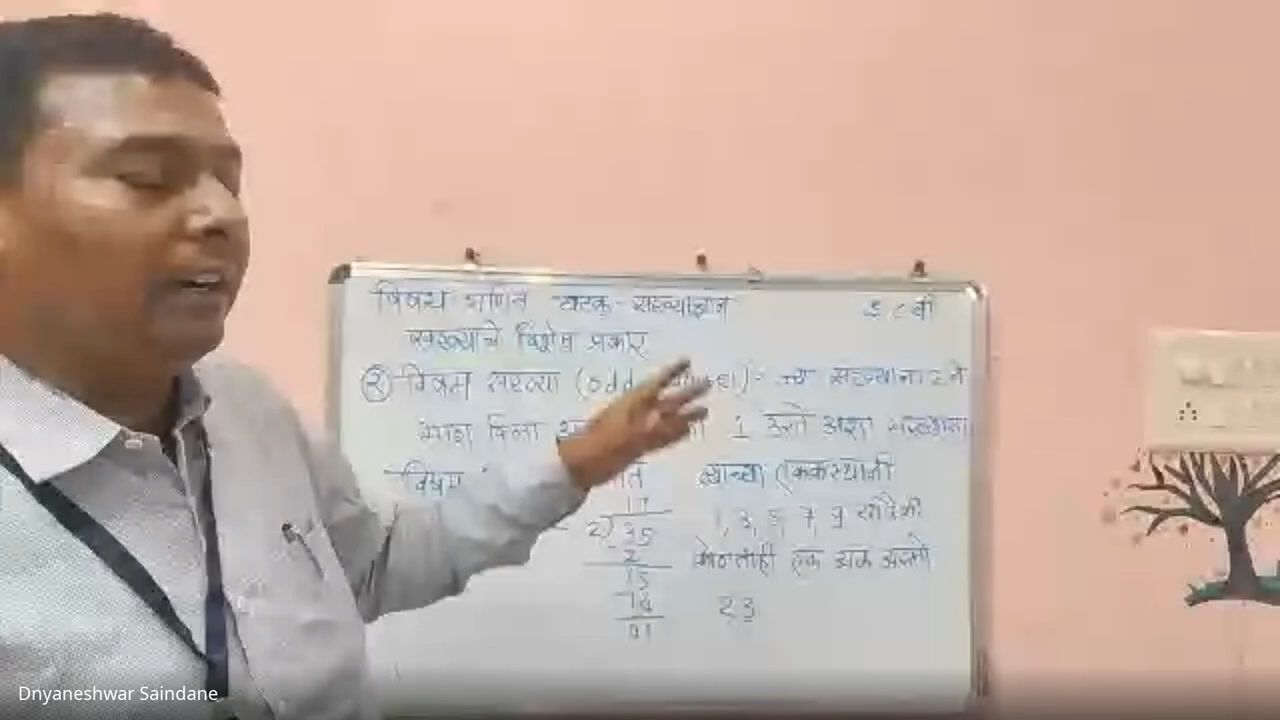 विषय गणित घटक - संख्याज्ञान इ ८ वी
संख्यांचे विशेष प्रकार
२ विषम संख्या (odd ज्या संख्यांना 2 ने
भाग दिला 1 उरते अशा संख्यांना
विषम ज्यांच्या एककस्थानी
17 1, 3, 5, 7, 9 यांपैकी
2) 35
- 2 कोणताही एक अंक असतो
15
- 14 23
01
Dnyaneshwar Saindane